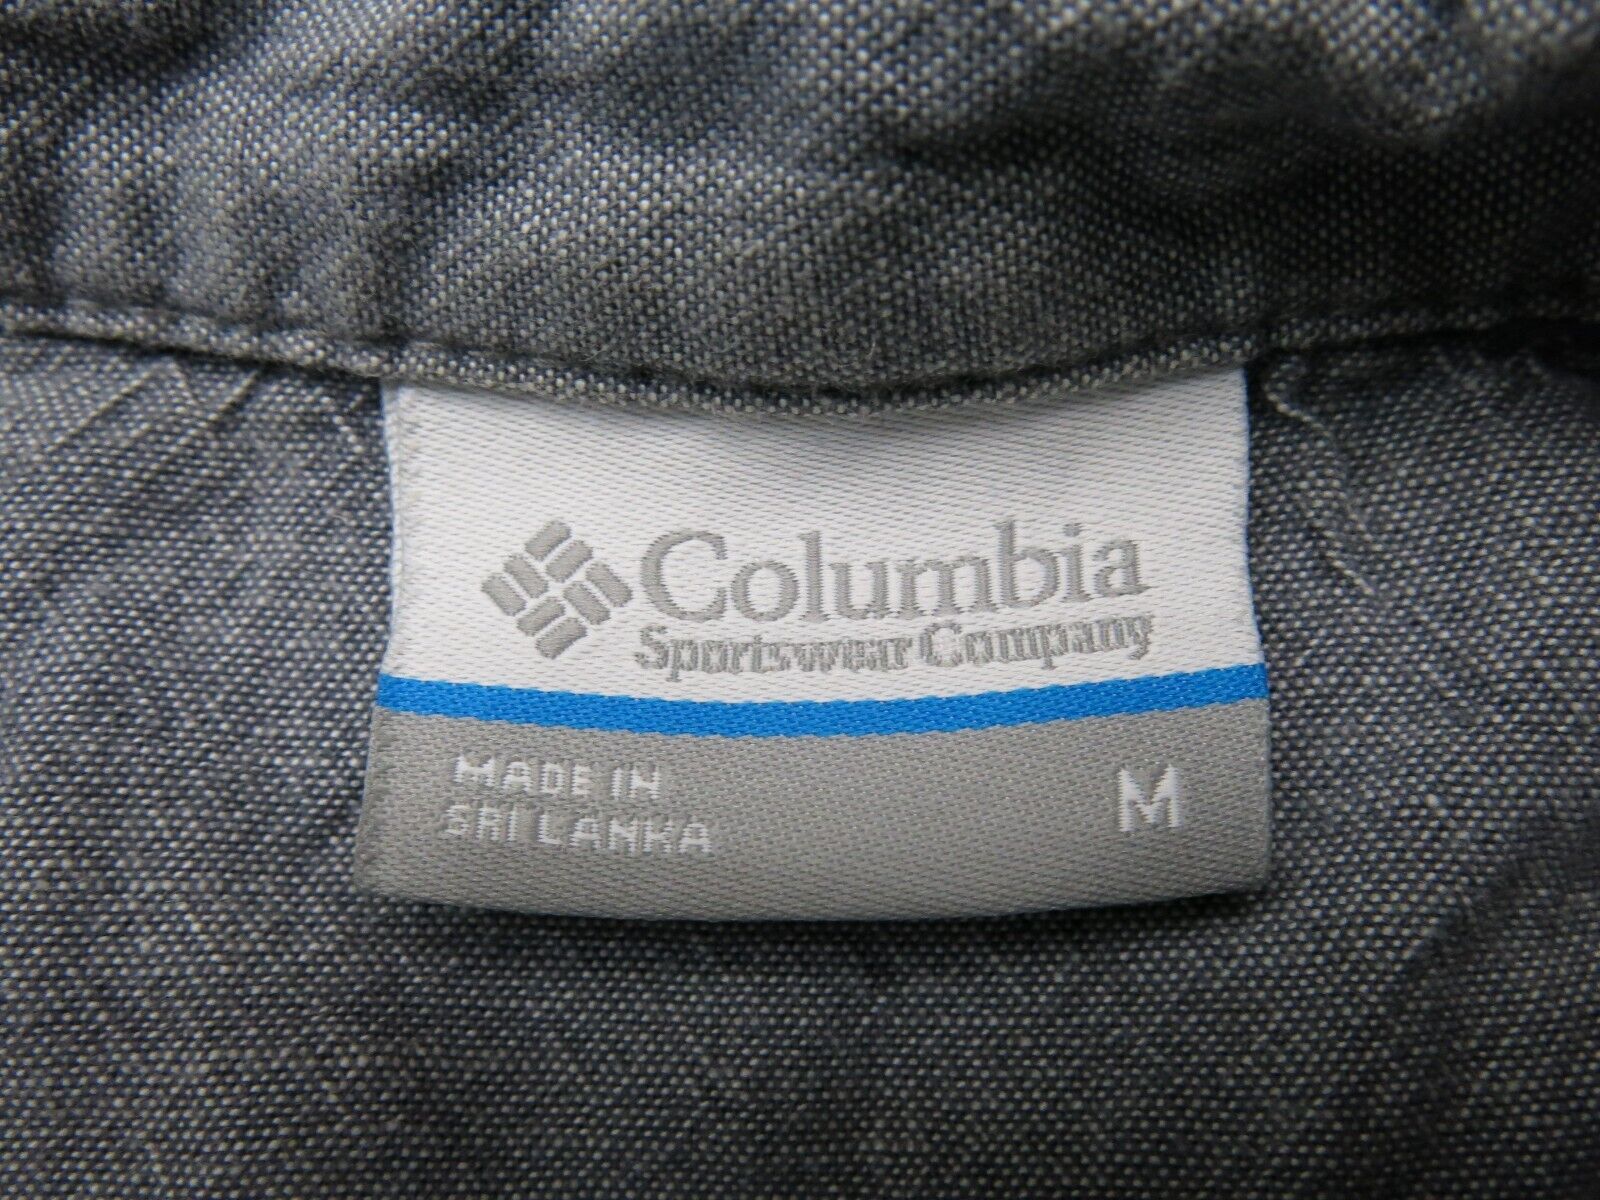 Columbia
Sportswear Company
MADE IN
SRI LANKA
M